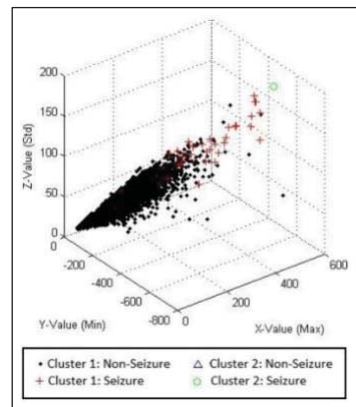 200
150
100
50
0
Z-Value (Std)
0
-200
-400
-600
-800
Y-Value (Min)
0
200
400
600
X-Value (Max)
Cluster 1: Non-Seizure
Cluster 2: Non-Seizure
Cluster 1: Seizure
Cluster 2: Seizure